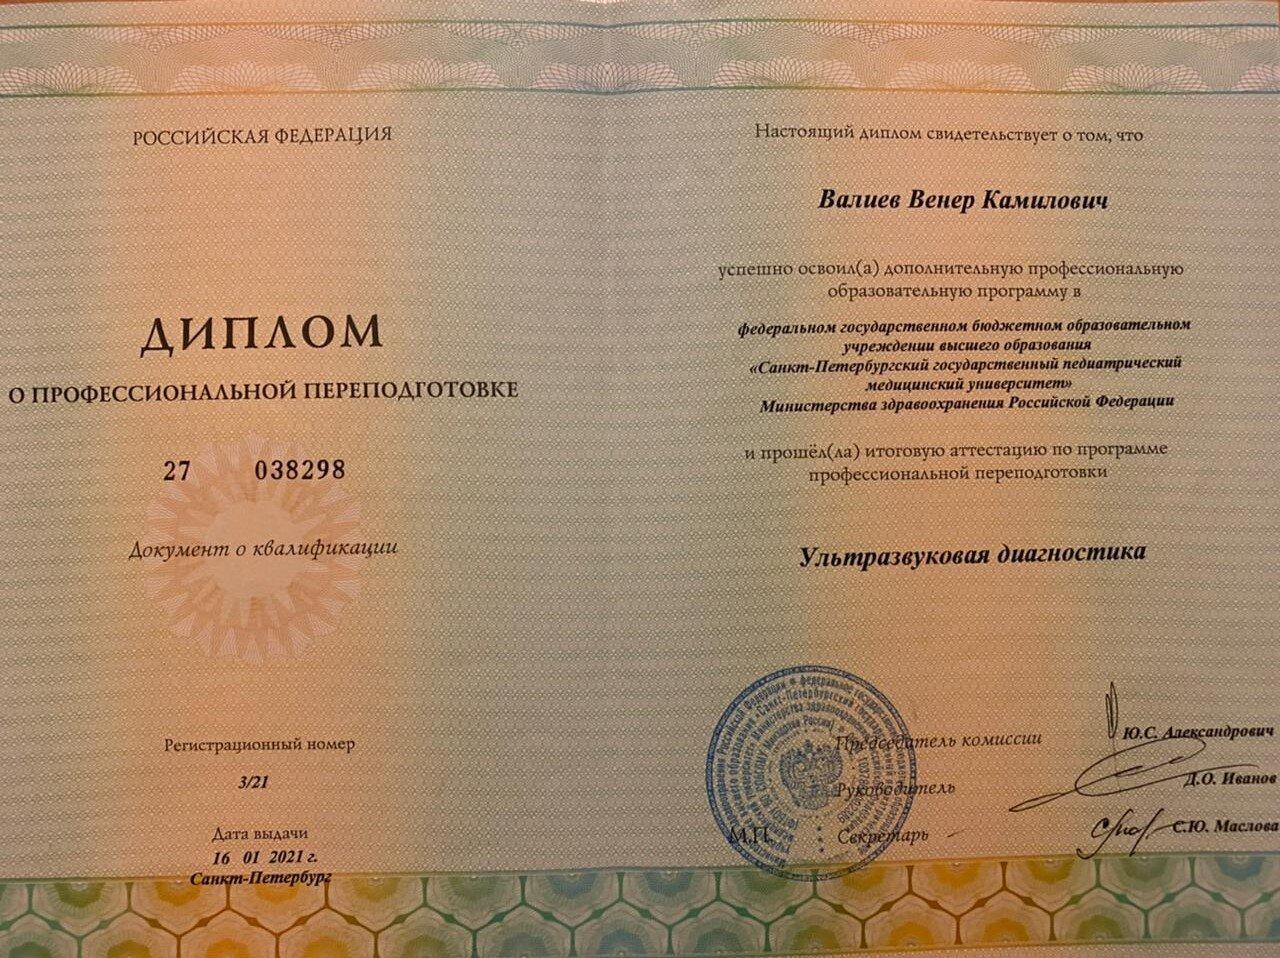 РОССИЙСКАЯ ФЕДЕРАЦИЯ
ДИПЛОМ
О ПРОФЕССИОНАЛЬНОЙ ПЕРЕПОДГОТОВКЕ
27 038298
Документ о квалификации
Регистрационный номер
3/21
Дата выдачи
16 01 2021 г.
Санкт-Петербург
Настоящий диплом свидетельствует о том, что
Валиев Венер Камилович
успешно освоил(а) дополнительную профессиональную
образовательную программу в
федеральном государственном бюджетном образовательном
учреждении высшего образования
«Санкт-Петербургский государственный педиатрический
медицинский университет»
Министерства здравоохранения Российской Федерации
и прошёл(ла) итоговую аттестацию по программе
профессиональной переподготовки
Ультразвуковая диагностика
Председатель комиссии Ю.С. Александрович
Руководитель Д.О. Иванов
М.П. Секретарь С.Ю. Маслова